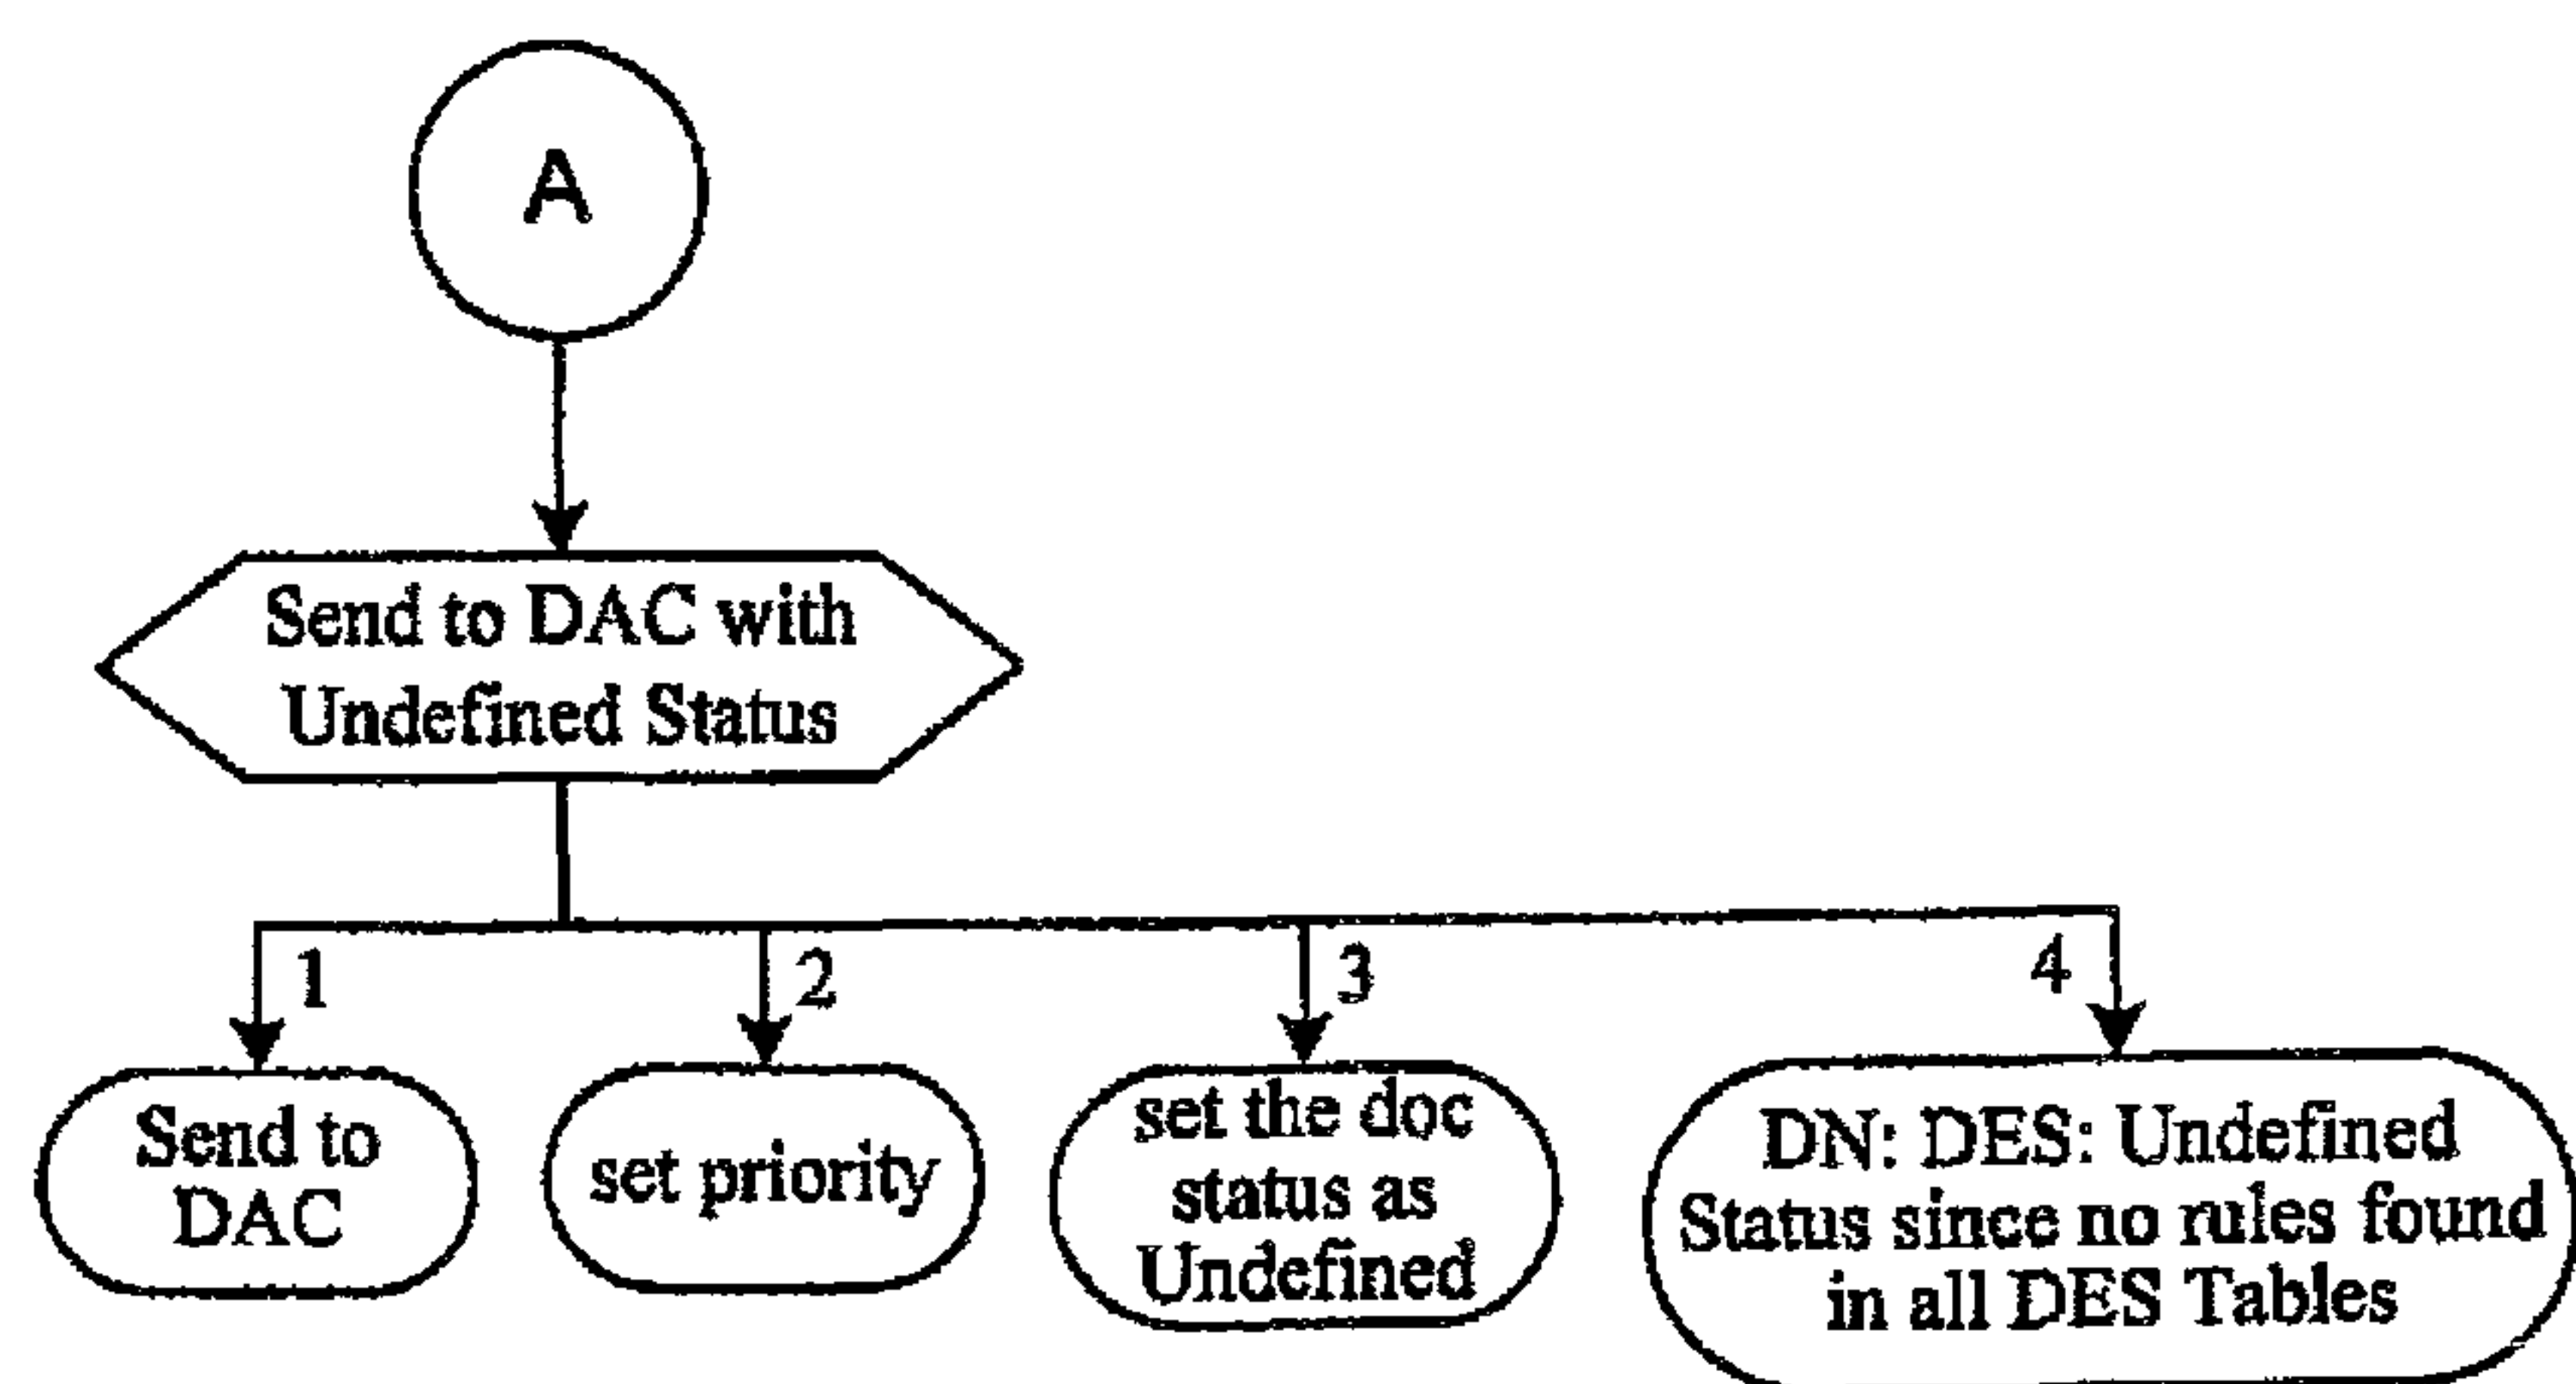 A
Send to DAC with
Undefined Status
1
2
3
4
Send to
DAC
set priority
set the doc
status as
Undefined
DN: DES: Undefined
Status since no rules found
in all DES Tables